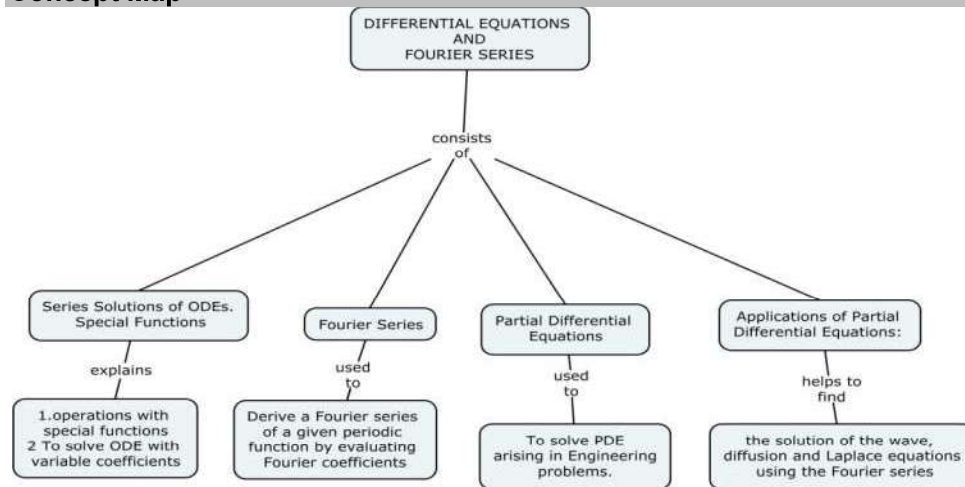 Concept Map
DIFFERENTIAL EQUATIONS
AND
FOURIER SERIES
consists
of
Series Solutions of ODEs.
Special Functions
Fourier Series
Partial Differential
Equations
Applications of Partial
Differential Equations:
explains
used
to
used
to
helps to
find
1.operations with
special functions
2 To solve ODE with
variable coefficients
Derive a Fourier series
of a given periodic
function by evaluating
Fourier coefficients
To solve PDE
arising in Engineering
problems.
the solution of the wave,
diffusion and Laplace equations
using the Fourier series